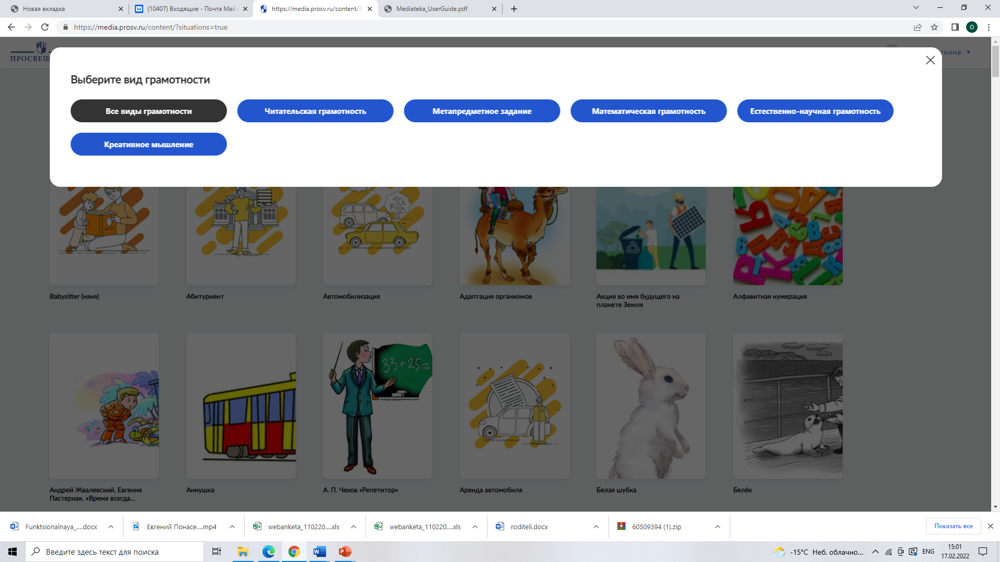 Новая вкладка
(10407) Входящие - Почта Mail.
https://media.prosv.ru/content/?
Mediateka_UserGuide.pdf
https://media.prosv.ru/content/?situations=true
O
ПРОСВЕЩ
ухина
Выберите вид грамотности
Все виды грамотности
Читательская грамотность
Метапредметное задание
Математическая грамотность
Естественно-научная грамотность
Креативное мышление
Babysitter (няня)
Абитуриент
Автомобилизация
Адаптация организмов
Акция во имя будущего на
планете Земля
Алфавитная нумерация
33+25=
Андрей Жвалевский, Евгения
Пастернак. «Время всегда...
Аннушка
А. П. Чехов «Репетитор»
Аренда автомобиля
Белая шубка
Белёк
Funktsionalnaya_....docx
Евгений Понасе....mp4
webanketa_110220....xls
webanketa_110220....xls
roditeli.docx
60509394 (1).zip
Показать все
Введите здесь текст для поиска
-15°C Неб. облачно...
ENG
15:01
17.02.2022